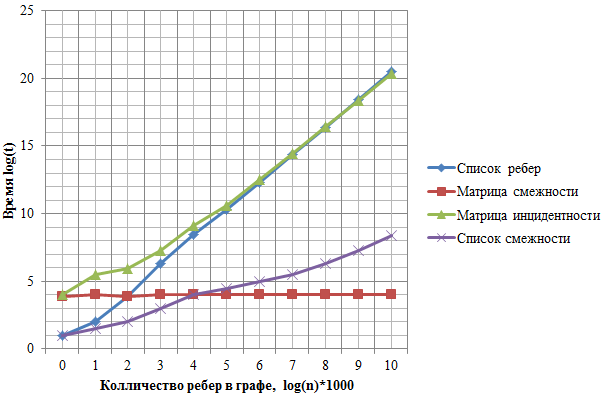 25
20
15
10
5
0
Время log(t)
0 1 2 3 4 5 6 7 8 9 10
Колличество ребер в графе, log(n)*1000
Список ребер
Матрица смежности
Матрица инцидентности
Список смежности